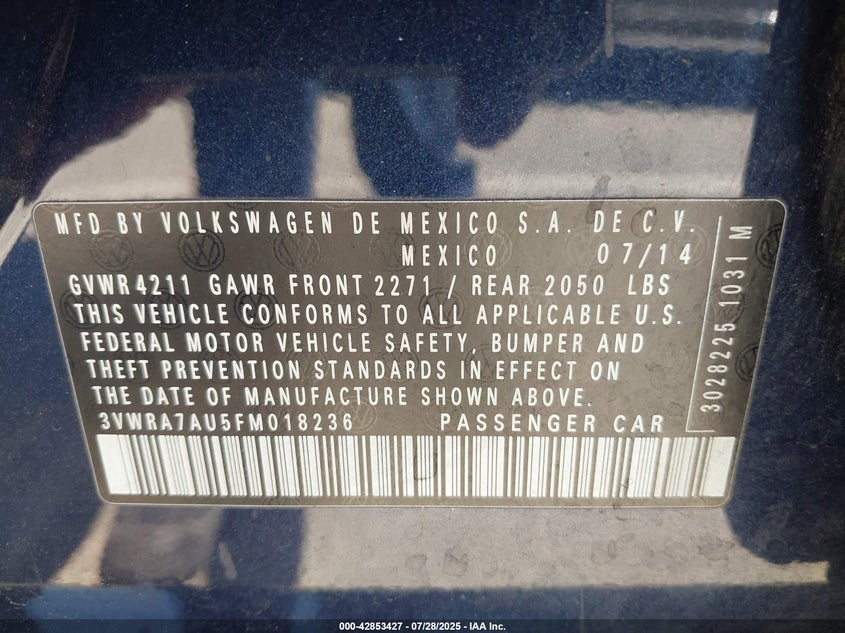 MFD BY VOLKSWAGEN DE MEXICO S.A. DE C.V.
MEXICO 07/14
GVWR 4211 GAWR FRONT 2271 / REAR 2050 LBS
THIS VEHICLE CONFORMS TO ALL APPLICABLE U.S.
FEDERAL MOTOR VEHICLE SAFETY, BUMPER AND
THEFT PREVENTION STANDARDS IN EFFECT ON
THE DATE OF MANUFACTURE SHOWN ABOVE.
3VWRA7AU5FM018236 PASSENGER CAR
3028225 1031 M
000-42853427 - 07/28/2025 - IAA Inc.